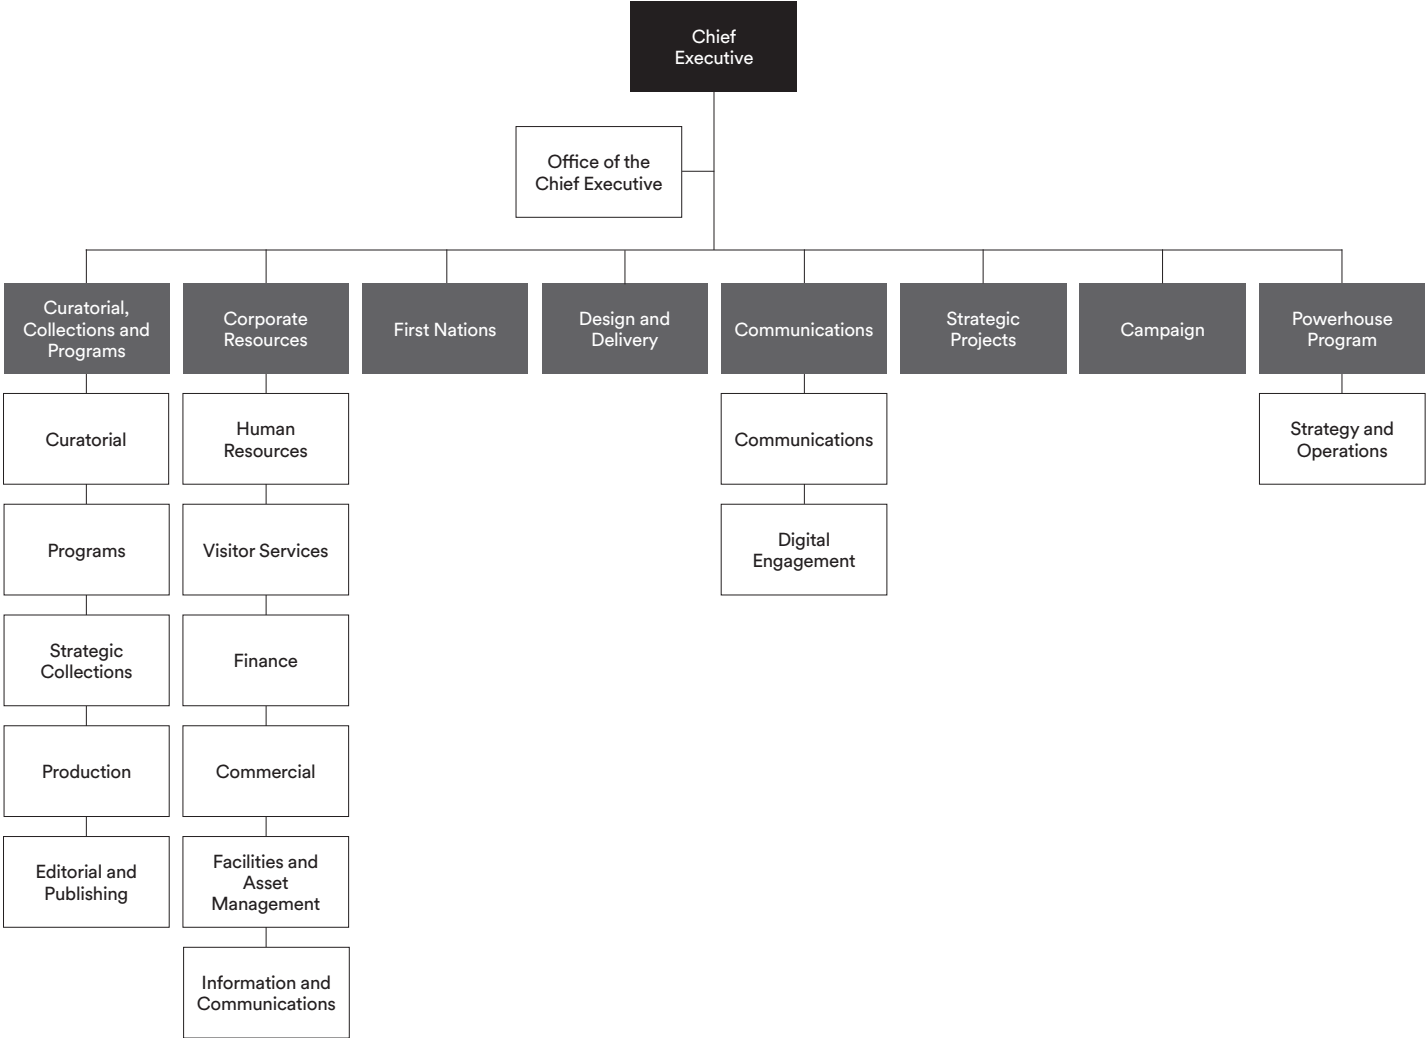 Chief
Executive
Office of the
Chief Executive
Curatorial,
Collections and
Programs
Corporate
Resources
First Nations
Design and
Delivery
Communications
Strategic
Projects
Campaign
Powerhouse
Program
Curatorial
Programs
Strategic
Collections
Production
Editorial and
Publishing
Human
Resources
Visitor Services
Finance
Commercial
Facilities and
Asset
Management
Information and
Communications
Communications
Digital
Engagement
Strategy and
Operations